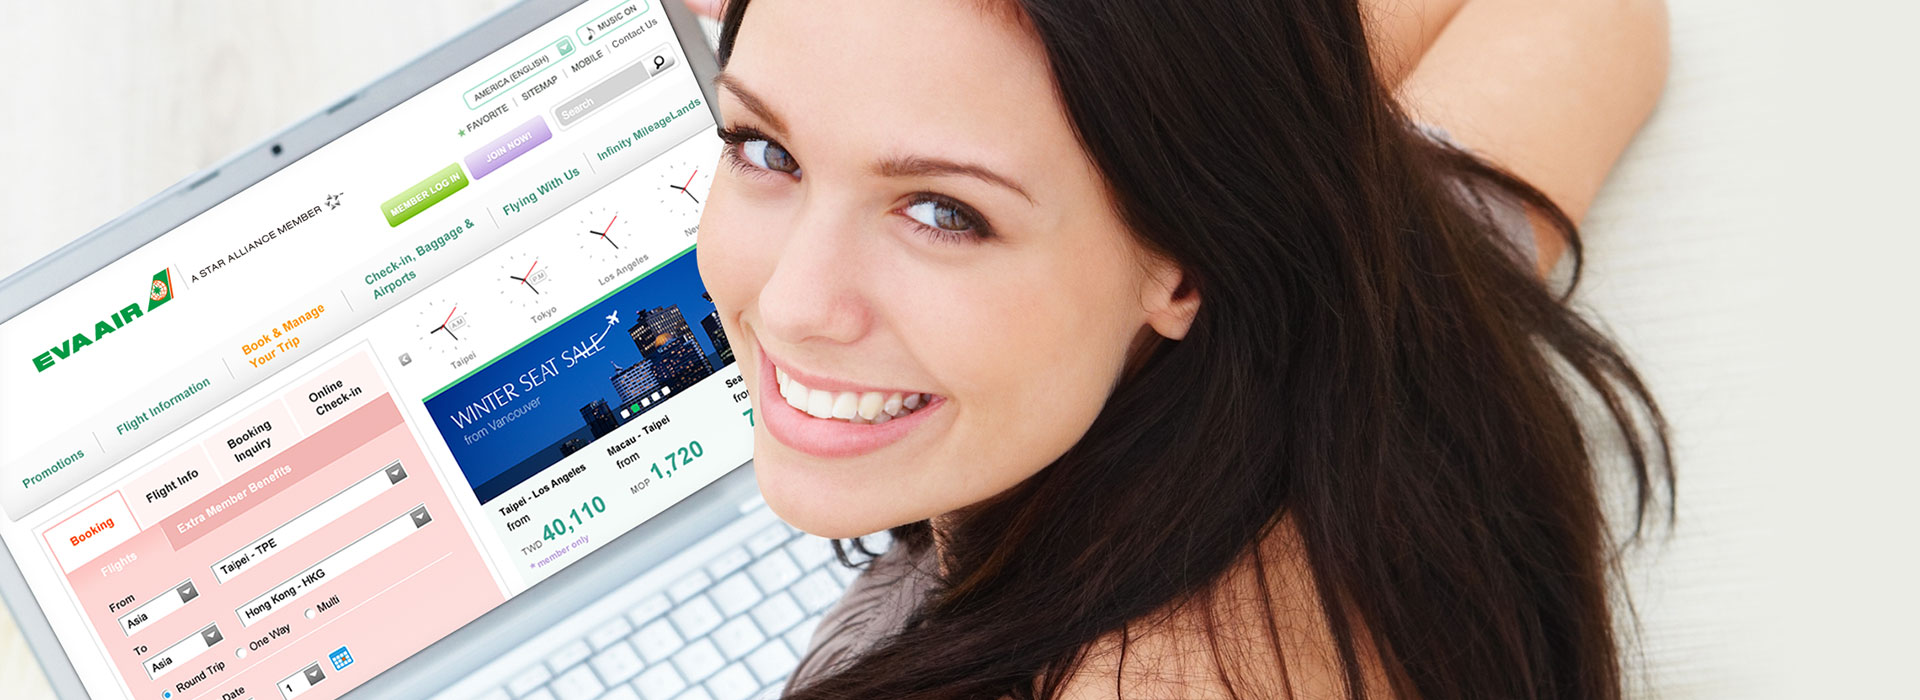 AMERICA (ENGLISH)
MUSIC ON
FAVORITE | SITEMAP | MOBILE | Contact Us
MEMBER LOG IN
JOIN NOW!
Search
EVA AIR
A STAR ALLIANCE MEMBER
Promotions
Flight Information
Book & Manage
Your Trip
Check-in, Baggage &
Airports
Flying With Us
Infinity MileageLands
Booking
Flight Info
Booking
Inquiry
Online
Check-in
Flights
Extra Member Benefits
From
Asia
Taipei - TPE
To
Asia
Hong Kong - HKG
Round Trip
One Way
Multi
Date
1
A.M
Taipei
P.M
Tokyo
Los Angeles
WINTER SEAT SALE
from Vancouver
Taipei - Los Angeles
from
TWD 40,110
* member only
Macau - Taipei
from
MOP 1,720